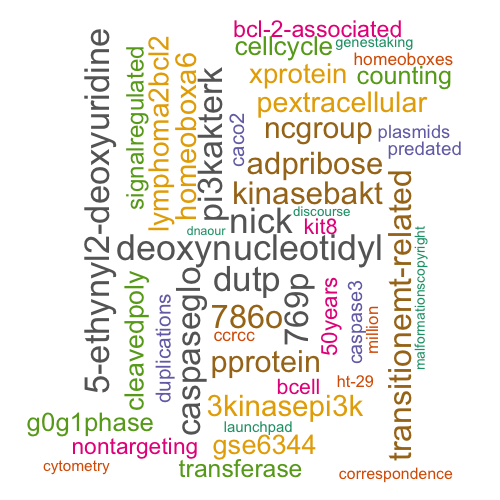 bcl-2-associated
cellcycle
genestaking
homeoboxes
xprotein
counting
5-ethynyl2-deoxyuridine
signalregulated
lymphoma2bcl2
homeoboxa6
pi3kakterk
caco2
pextracellular
ncgroup
plasmids
predated
adpribose
kinasebakt
discourse
nick
kit8
dnaour
deoxynucleotidyl
transitionemt-related
malformationscopyright
cleavedpoly
duplications
caspaseglo
dutp
769p
50years
caspase3
million
786o
ccrcc
pprotein
bcell
ht-29
3kinasepi3k
g0g1phase
launchpad
nontargeting
gse6344
cytometry
transferase
correspondence